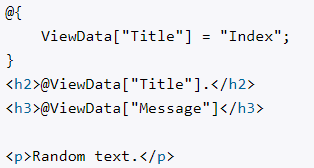 @{
    ViewData["Title"] = "Index";
}
<h2>@ViewData["Title"].</h2>
<h3>@ViewData["Message"]</h3>

<p>Random text.</p>